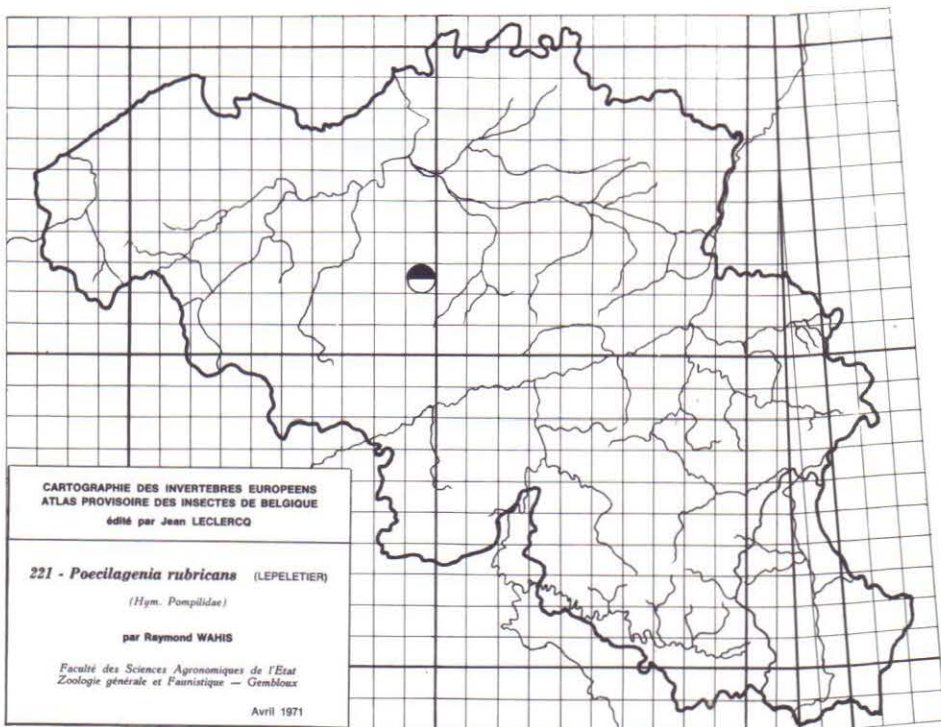 CARTOGRAPHIE DES INVERTEBRES EUROPEENS
ATLAS PROVISOIRE DES INSECTES DE BELGIQUE
édité par Jean LECLERCQ
221 - Poecilagenia rubricans (LEPELETIER)
(Hym. Pompilidae)
par Raymond WAHIS
Faculté des Sciences Agronomiques de l'Etat
Zoologie générale et Faunistique — Gembloux
Avril 1971